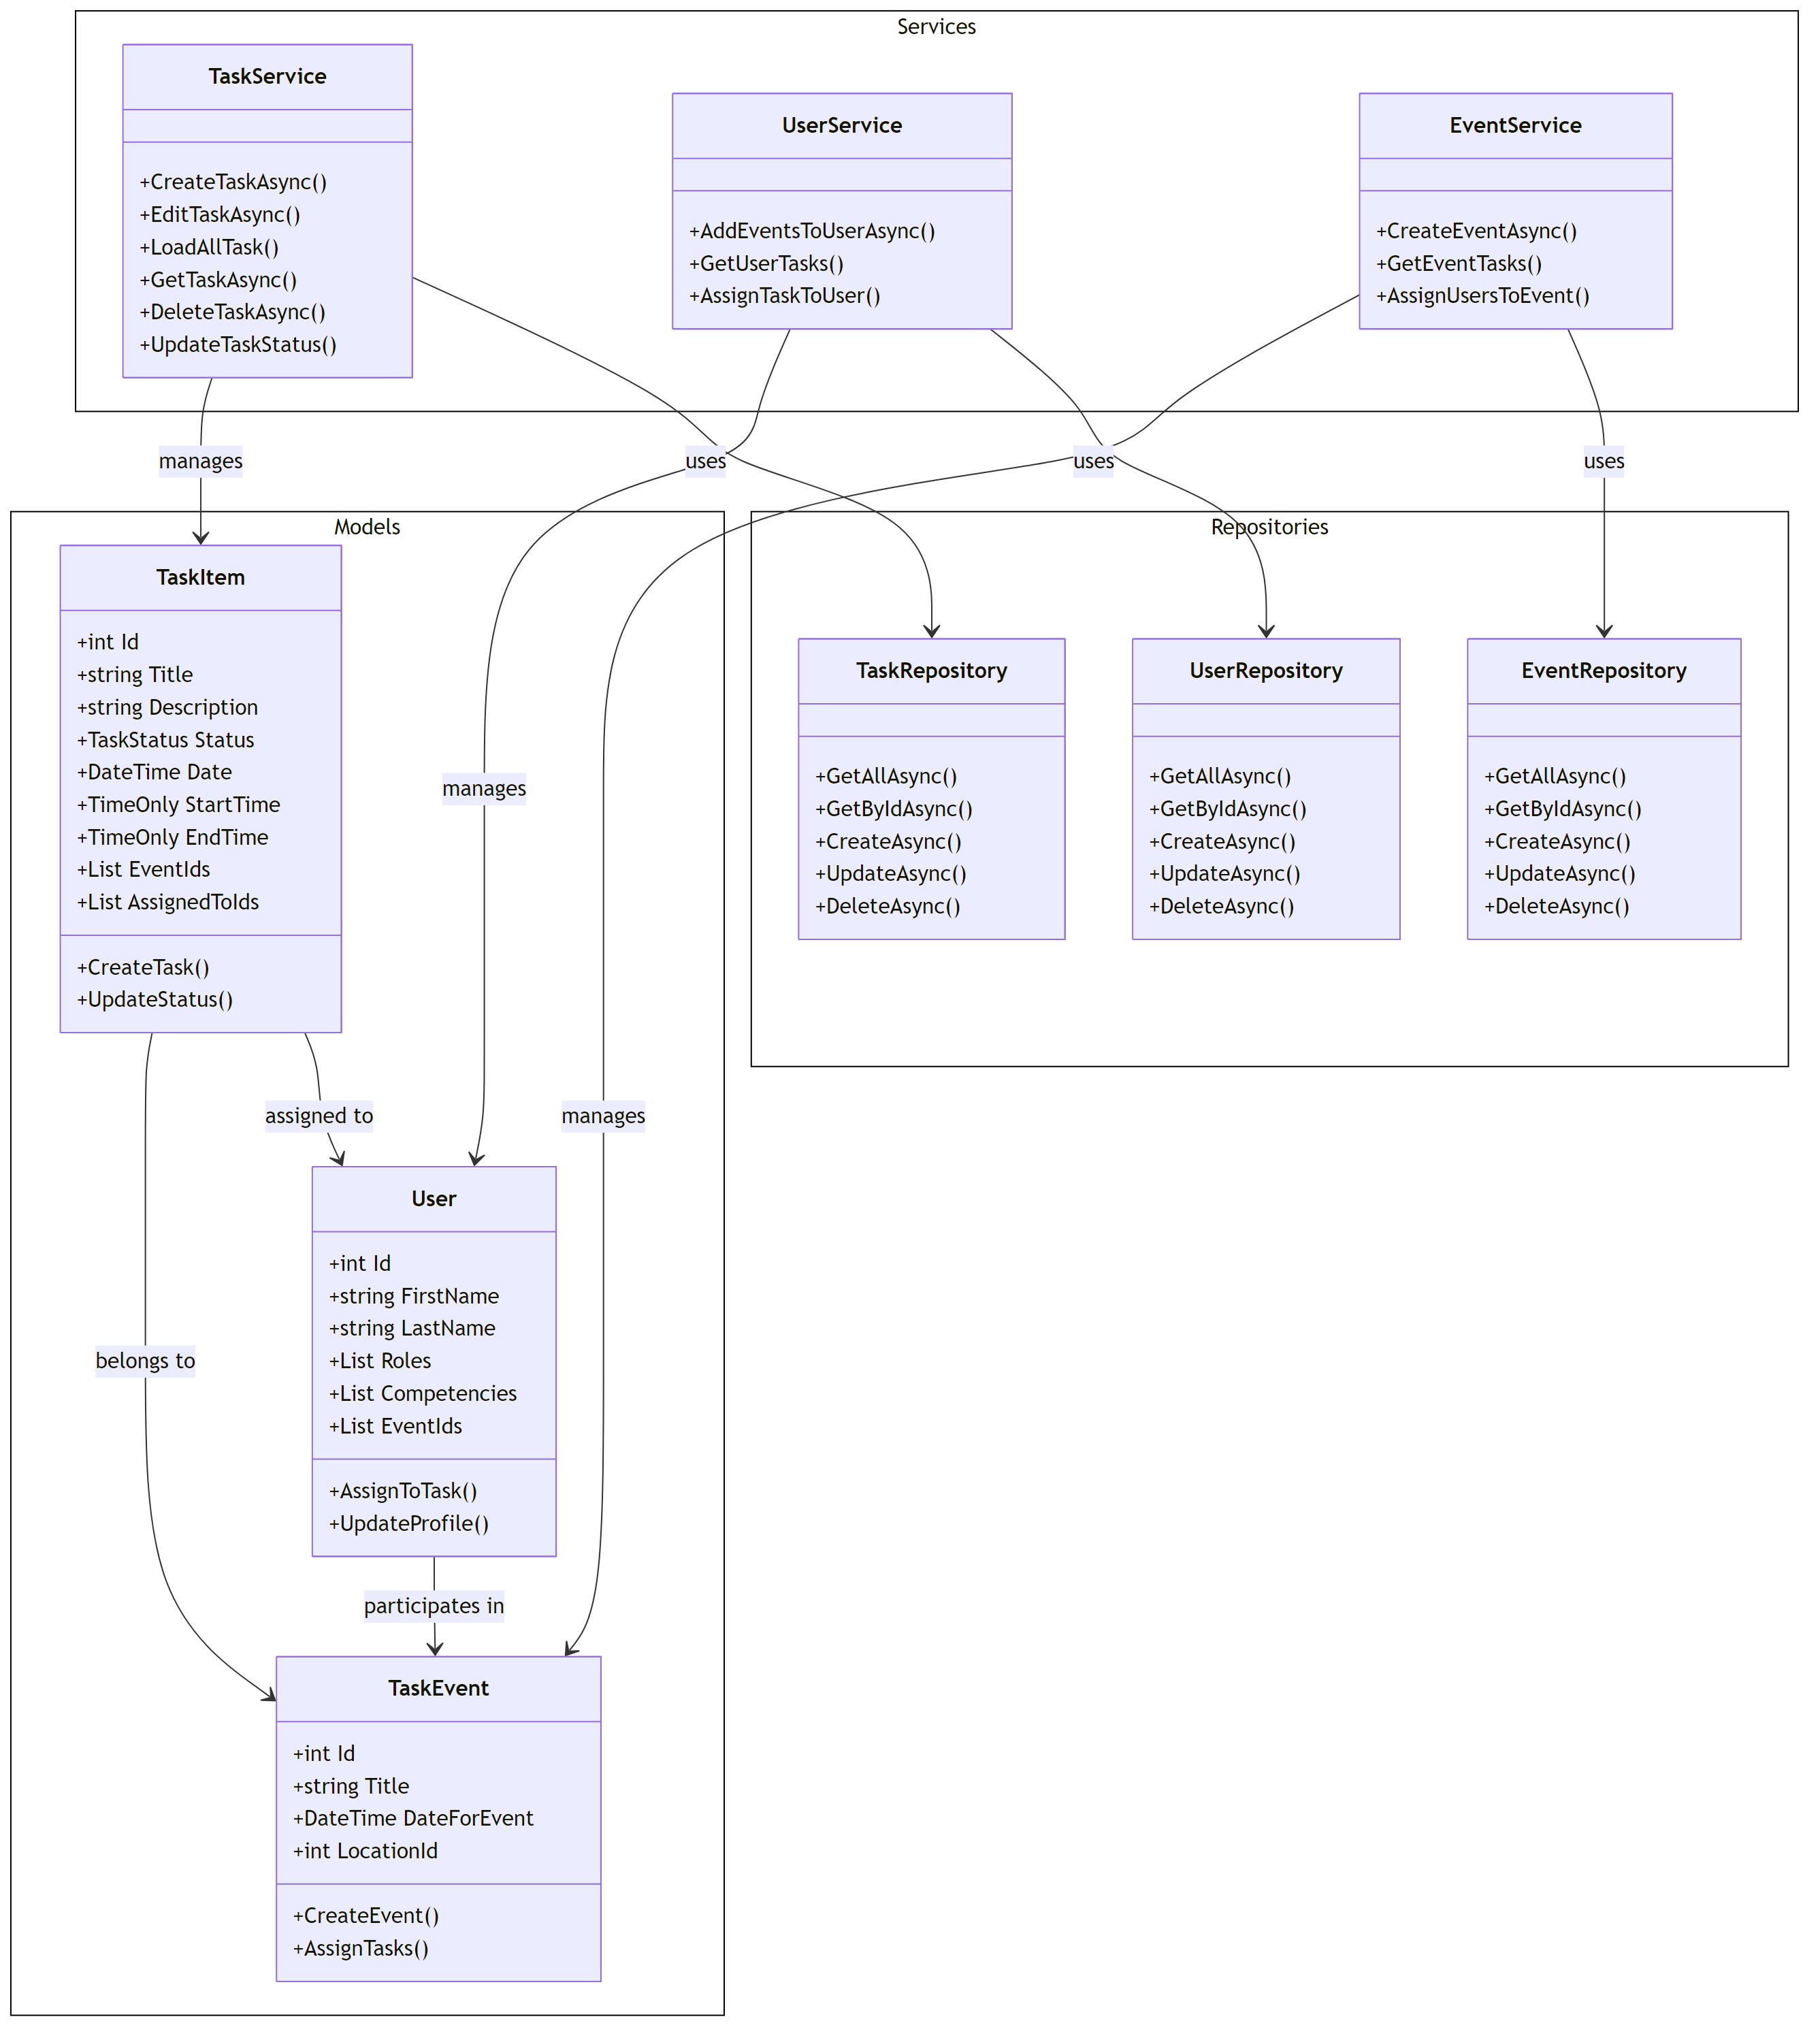 Services
TaskService
+CreateTaskAsync()
+EditTaskAsync()
+LoadAllTask()
+GetTaskAsync()
+DeleteTaskAsync()
+UpdateTaskStatus()
UserService
+AddEventsToUserAsync()
+GetUserTasks()
+AssignTaskToUser()
EventService
+CreateEventAsync()
+GetEventTasks()
+AssignUsersToEvent()
manages
uses
uses
uses
Models
TaskItem
+int Id
+string Title
+string Description
+TaskStatus Status
+DateTime Date
+TimeOnly StartTime
+TimeOnly EndTime
+List EventIds
+List AssignedToIds
+CreateTask()
+UpdateStatus()
manages
manages
assigned to
belongs to
User
+int Id
+string FirstName
+string LastName
+List Roles
+List Competencies
+List EventIds
+AssignToTask()
+UpdateProfile()
participates in
TaskEvent
+int Id
+string Title
+DateTime DateForEvent
+int LocationId
+CreateEvent()
+AssignTasks()
Repositories
TaskRepository
+GetAllAsync()
+GetByIdAsync()
+CreateAsync()
+UpdateAsync()
+DeleteAsync()
UserRepository
+GetAllAsync()
+GetByIdAsync()
+CreateAsync()
+UpdateAsync()
+DeleteAsync()
EventRepository
+GetAllAsync()
+GetByIdAsync()
+CreateAsync()
+UpdateAsync()
+DeleteAsync()